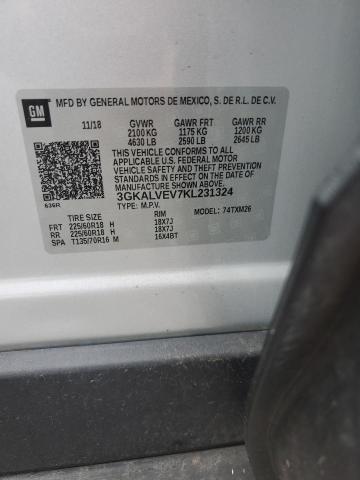 GM
MFD BY GENERAL MOTORS DE MEXICO, S. DE R.L. DE C.V.
11/18 GVWR GAWR FRT GAWR RR
2100 KG 1175 KG 1200 KG
4630 LB 2590 LB 2645 LB
THIS VEHICLE CONFORMS TO ALL APPLICABLE
U.S. FEDERAL MOTOR VEHICLE SAFETY, BUMPER,
AND THEFT PREVENTION STANDARDS IN EFFECT
ON THE DATE OF MANUFACTURE SHOWN ABOVE.
3GKALVEV7KL231324
636R TYPE: M.P.V. MODEL: 74TXM26
TIRE SIZE RIM
FRT 225/60R18 H 18X7J
RR 225/60R18 H 18X7J
SPA T135/70R16 M 16X4BT